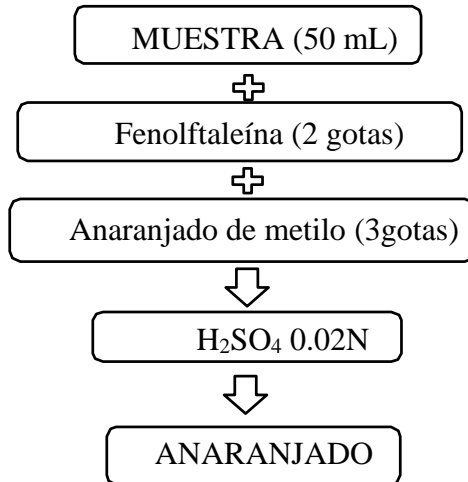 MUESTRA (50 mL)
Fenolftaleína (2 gotas)
Anaranjado de metilo (3gotas)
H₂SO₄ 0.02N
ANARANJADO